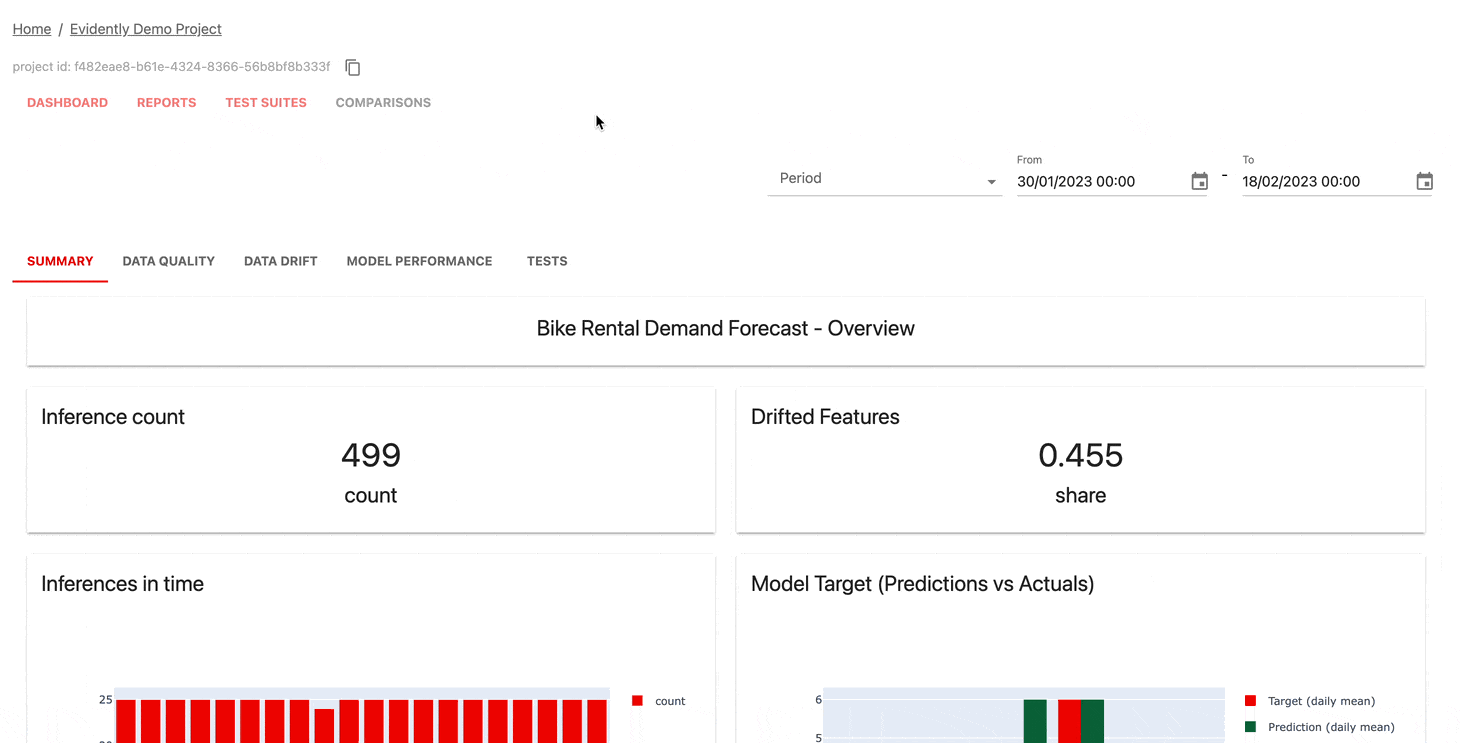 Home / Evidently Demo Project
project id: f482eae8-b61e-4324-8366-56b8bf8b333f
DASHBOARD REPORTS TEST SUITES COMPARISONS
Period
From
30/01/2023 00:00
-
To
18/02/2023 00:00
SUMMARY DATA QUALITY DATA DRIFT MODEL PERFORMANCE TESTS
Bike Rental Demand Forecast - Overview
Inference count
499
count
Drifted Features
0.455
share
Inferences in time
25
count
Model Target (Predictions vs Actuals)
6
5
Target (daily mean)
Prediction (daily mean)